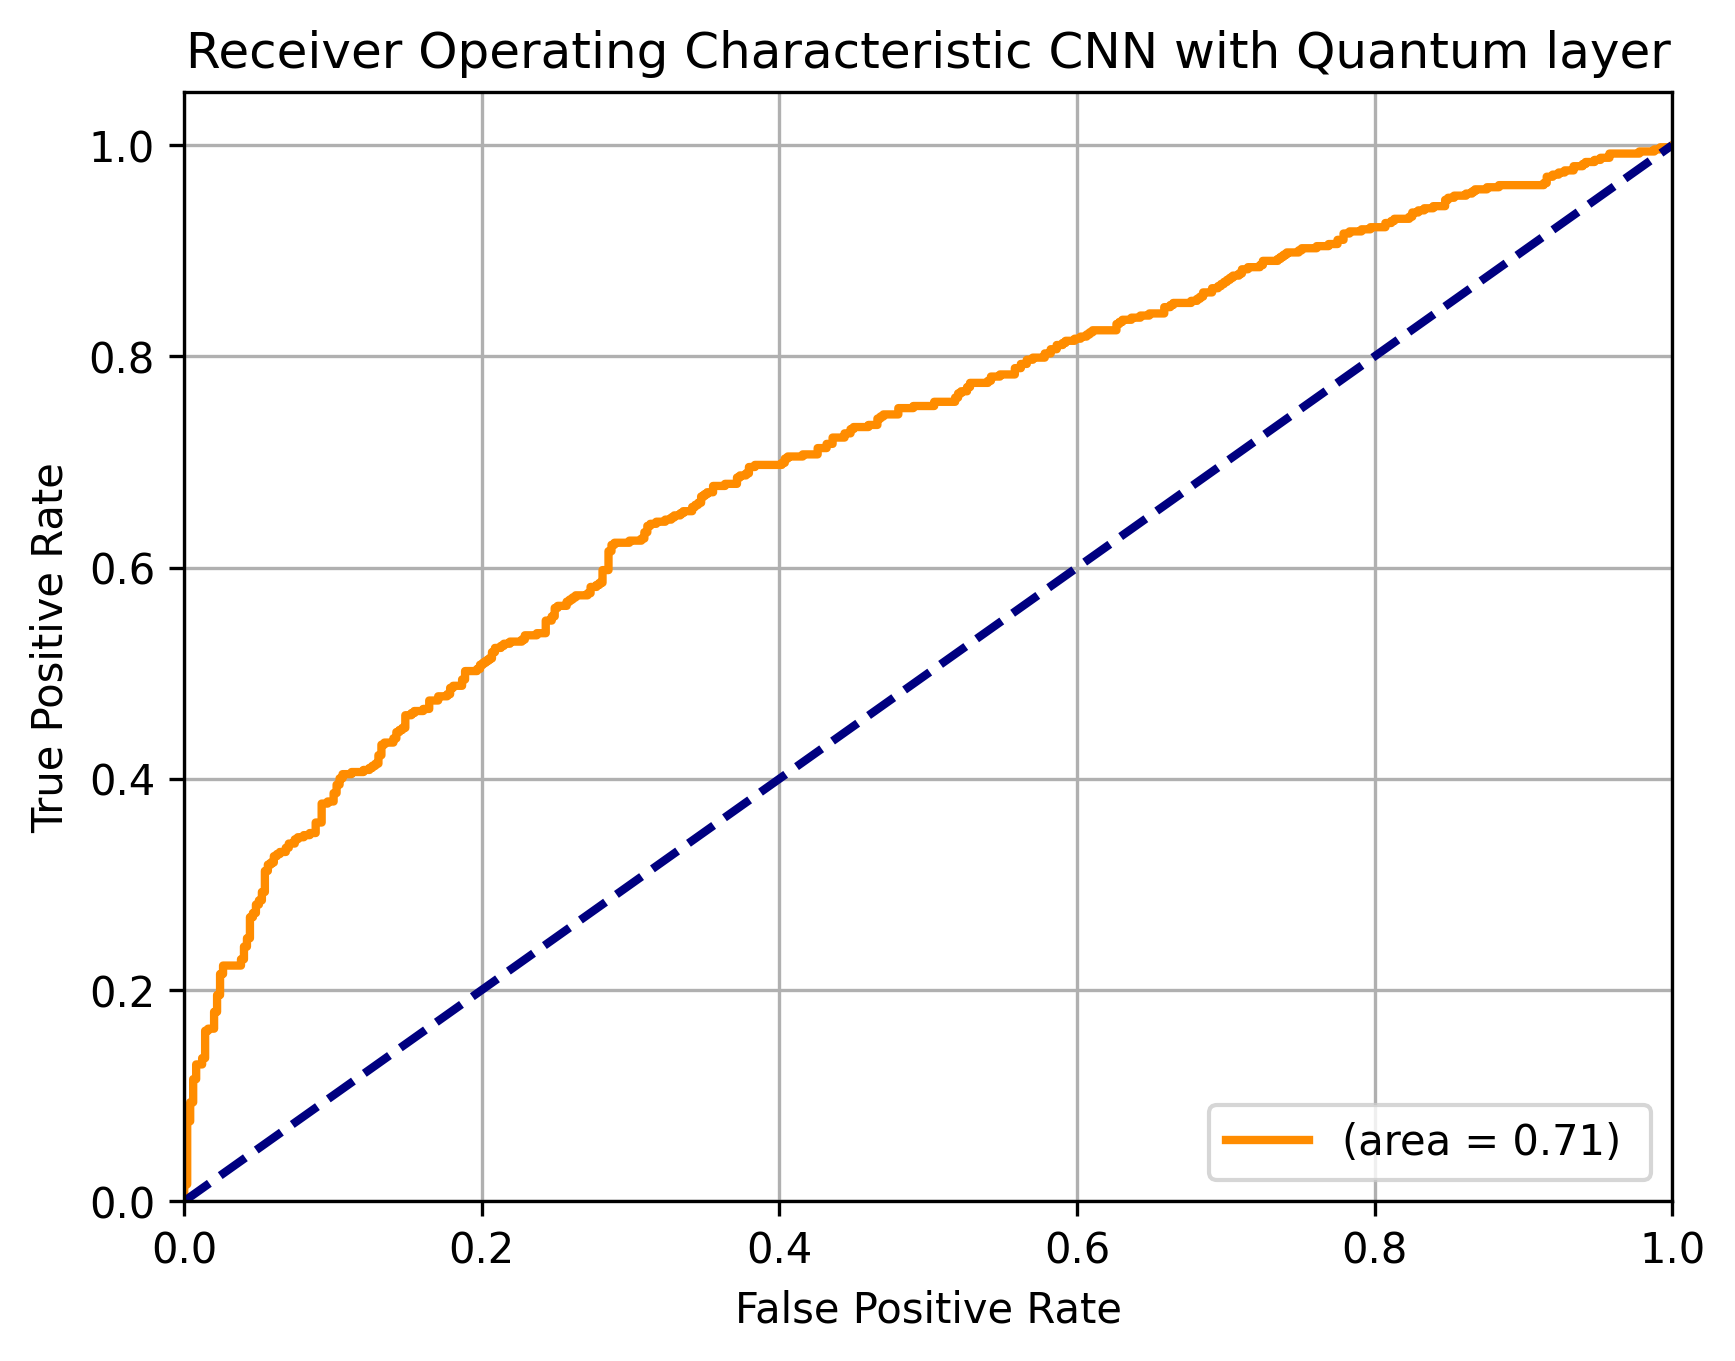 Receiver Operating Characteristic CNN with Quantum layer
1.0
0.8
0.6
0.4
0.2
0.0
True Positive Rate
(area = 0.71)
0.0 0.2 0.4 0.6 0.8 1.0
False Positive Rate